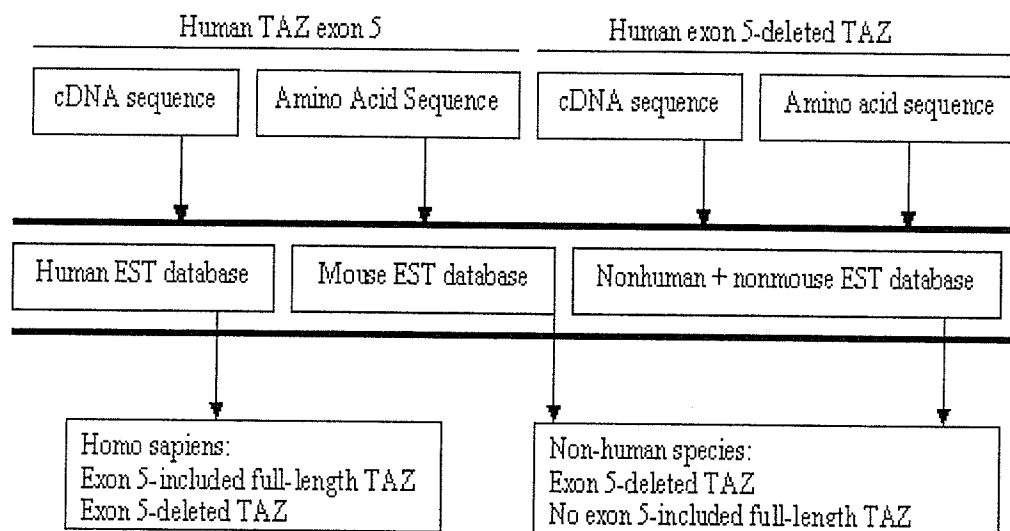 Human TAZ exon 5
Human exon 5-deleted TAZ
cDNA sequence
Amino Acid Sequence
cDNA sequence
Amino acid sequence
Human EST database
Mouse EST database
Nonhuman + nonmouse EST database
Homo sapiens:
Exon 5-included full-length TAZ
Exon 5-deleted TAZ
Non-human species:
Exon 5-deleted TAZ
No exon 5-included full-length TAZ